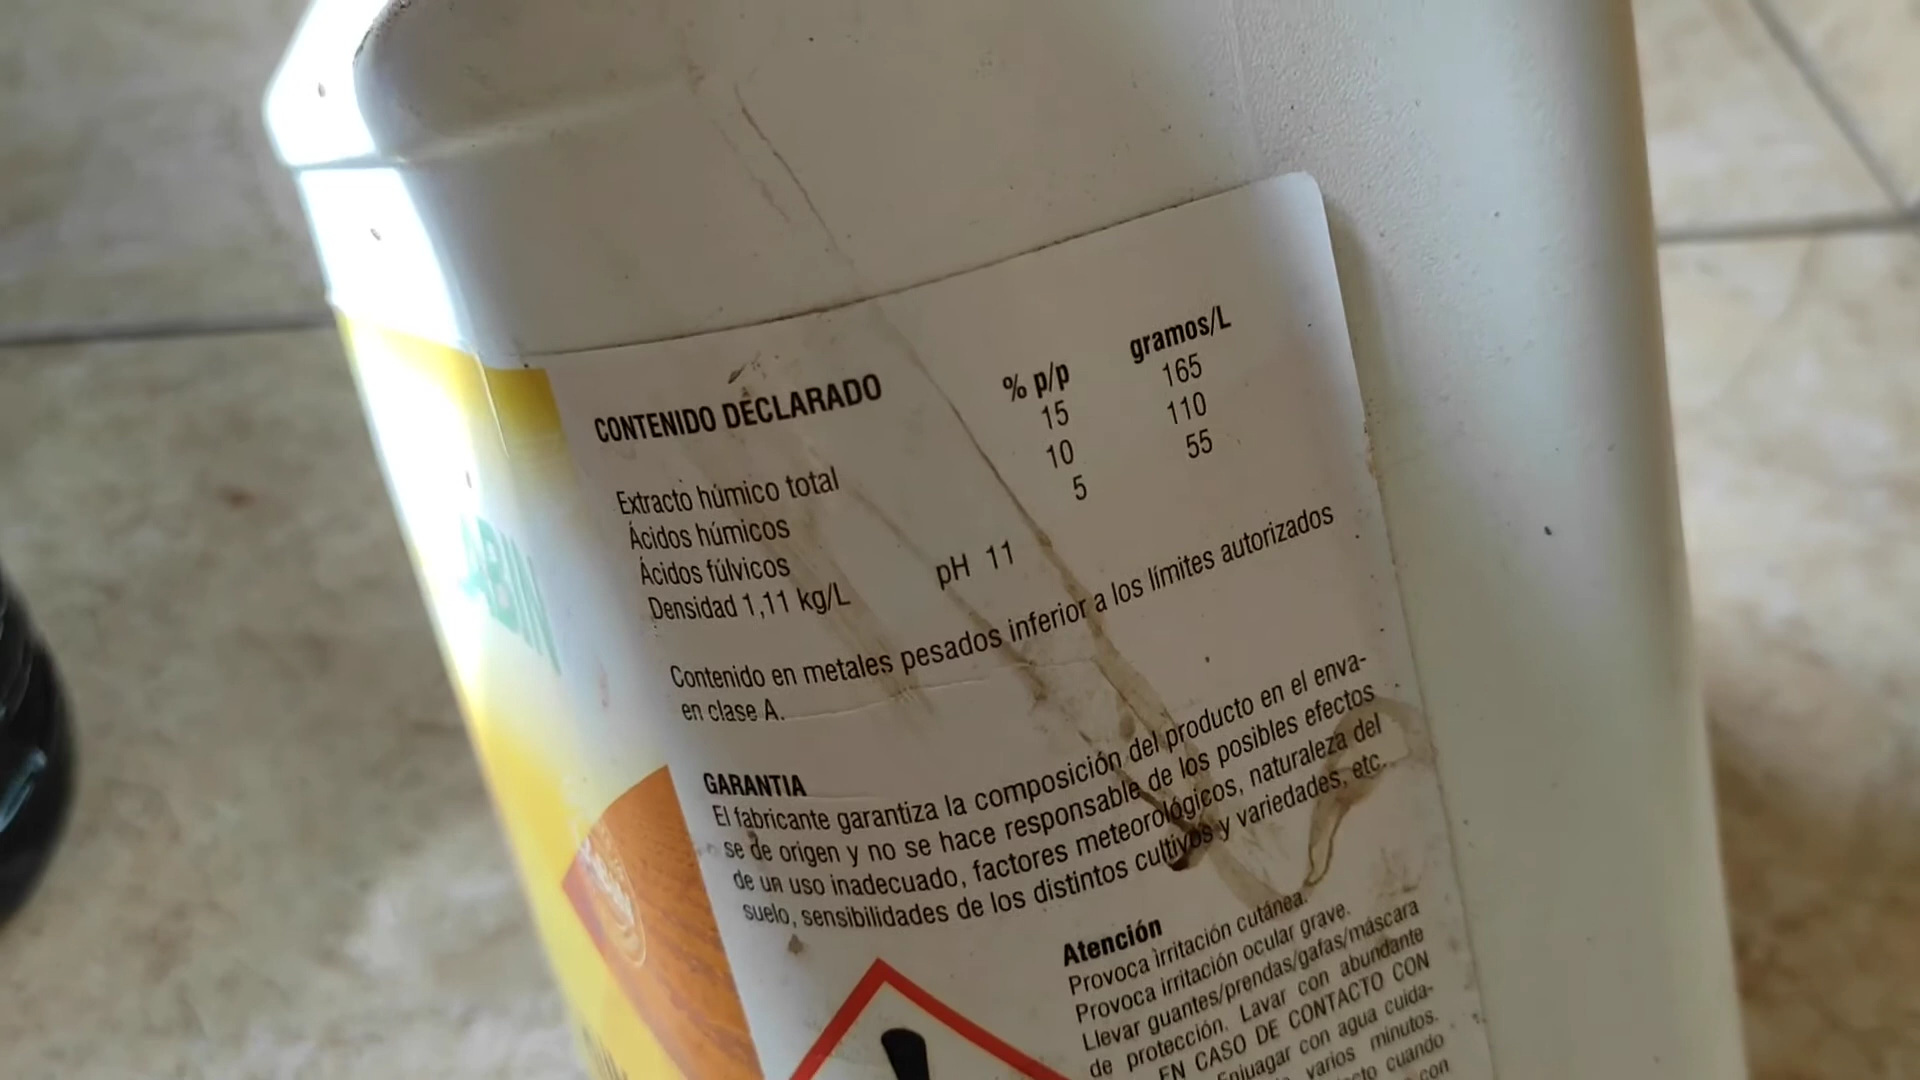 CONTENIDO DECLARADO
% p/p gramos/L
Extracto húmico total 15 165
Ácidos húmicos 10 110
Ácidos fúlvicos 5 55
Densidad 1,11 kg/L pH 11
Contenido en metales pesados inferior a los límites autorizados
en clase A.
GARANTIA
El fabricante garantiza la composición del producto en el enva-
se de origen y no se hace responsable de los posibles efectos
de un uso inadecuado, factores meteorológicos, naturaleza del
suelo, sensibilidades de los distintos cultivos y variedades, etc.
Atención
Provoca irritación cutánea.
Provoca irritación ocular grave.
Llevar guantes/prendas/gafas/máscara
de protección. Lavar con abundante
EN CASO DE CONTACTO CON
Enjuagar con agua cuida-
varios minutos.
cuando
con